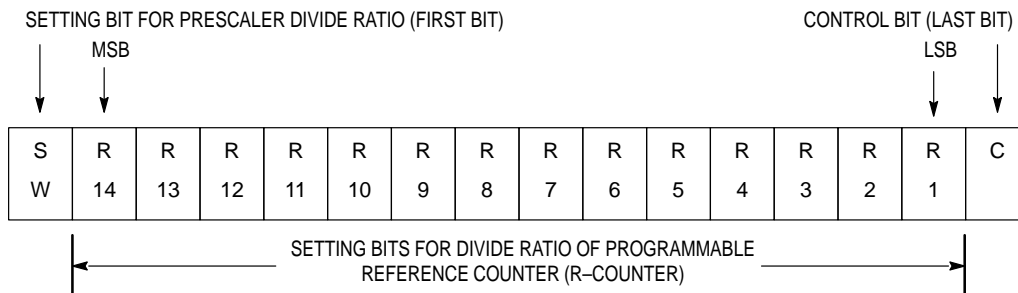 SETTING BIT FOR PRESCALER DIVIDE RATIO (FIRST BIT) CONTROL BIT (LAST BIT)
MSB LSB
S R R R R R R R R R R R R R R C
W 14 13 12 11 10 9 8 7 6 5 4 3 2 1
SETTING BITS FOR DIVIDE RATIO OF PROGRAMMABLE
REFERENCE COUNTER (R–COUNTER)